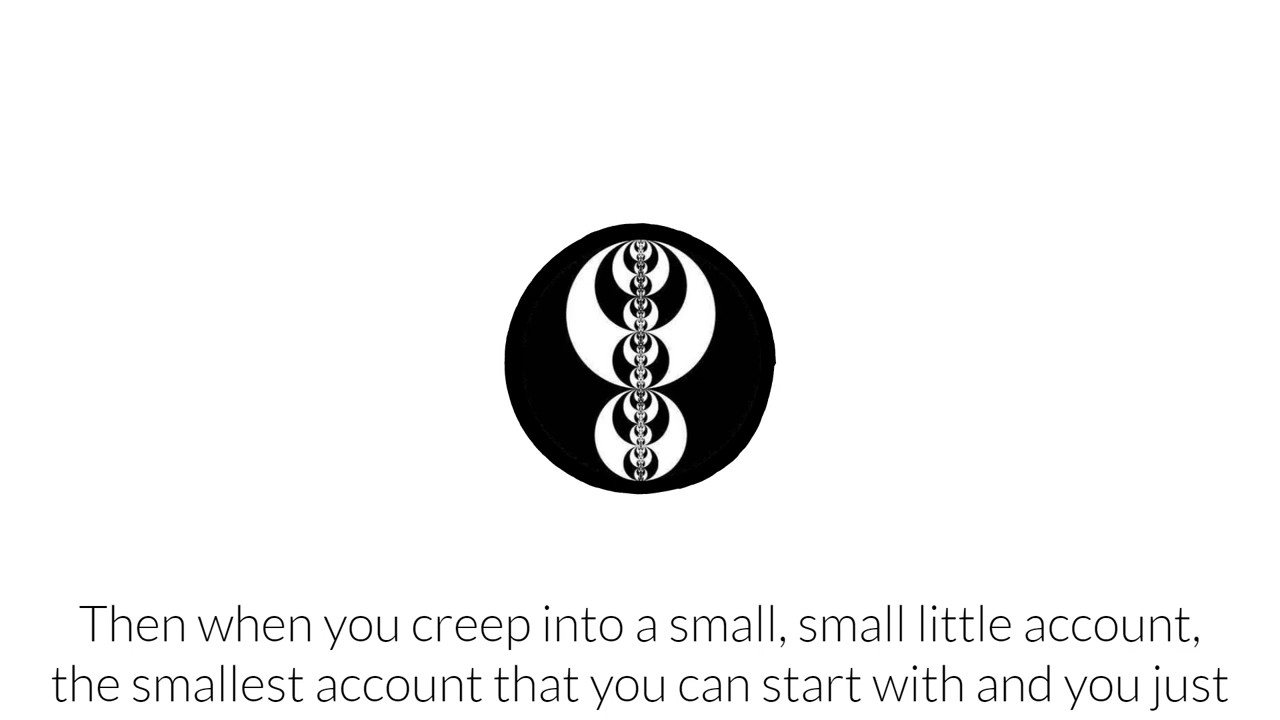 Then when you creep into a small, small little account,
the smallest account that you can start with and you just